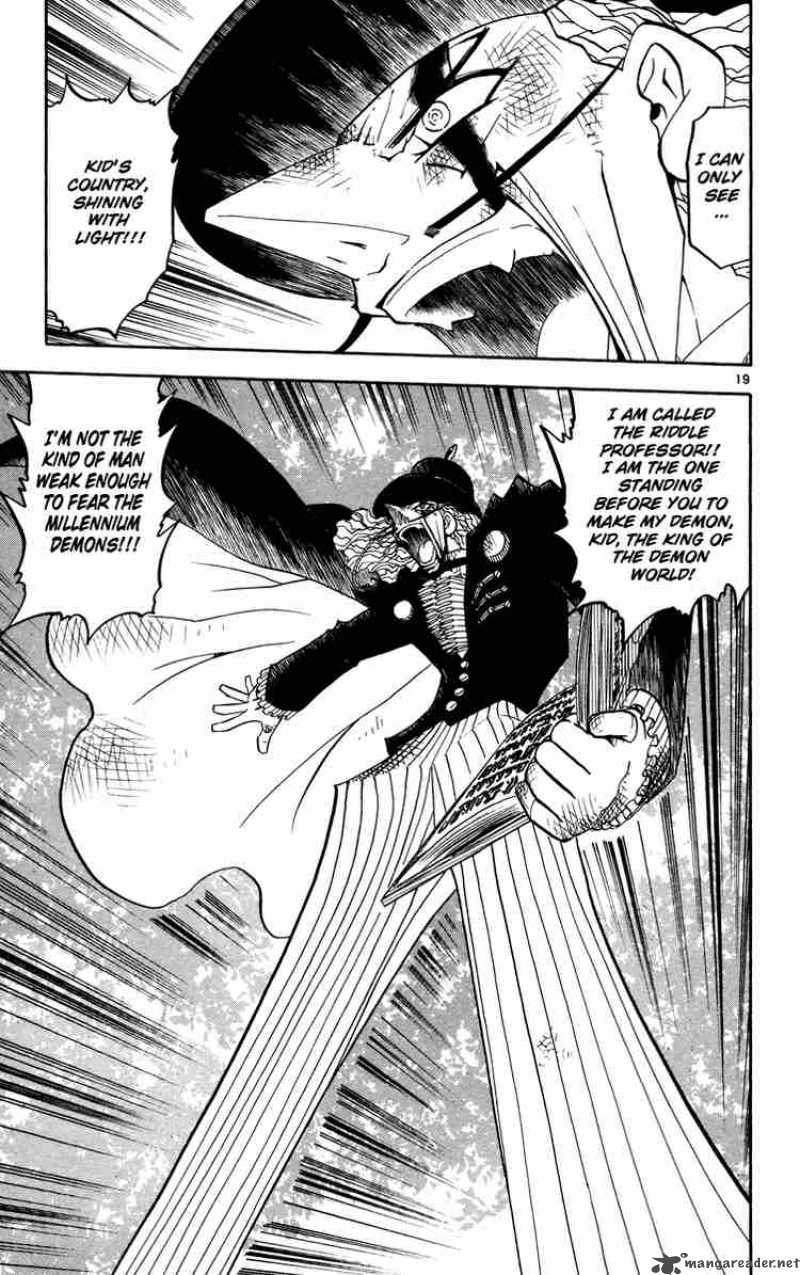 I CAN
ONLY
SEE
...
KID'S
COUNTRY,
SHINING
WITH
LIGHT!!!
19
I AM CALLED
THE RIDDLE
PROFESSOR!!
I AM THE ONE
STANDING
BEFORE YOU TO
MAKE MY DEMON,
KID, THE KING OF
THE DEMON
WORLD!
I'M NOT THE
KIND OF MAN
WEAK ENOUGH
TO FEAR THE
MILLENNIUM
DEMONS!!!
mangareader.net